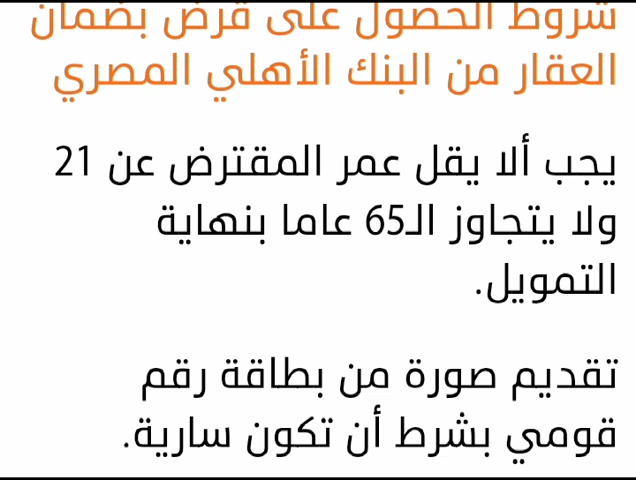 شروط الحصول على قرض بضمان
العقار من البنك الأهلي المصري
يجب ألا يقل عمر المقترض عن 21
ولا يتجاوز الـ65 عاما بنهاية
التمويل.
تقديم صورة من بطاقة رقم
قومي بشرط أن تكون سارية.